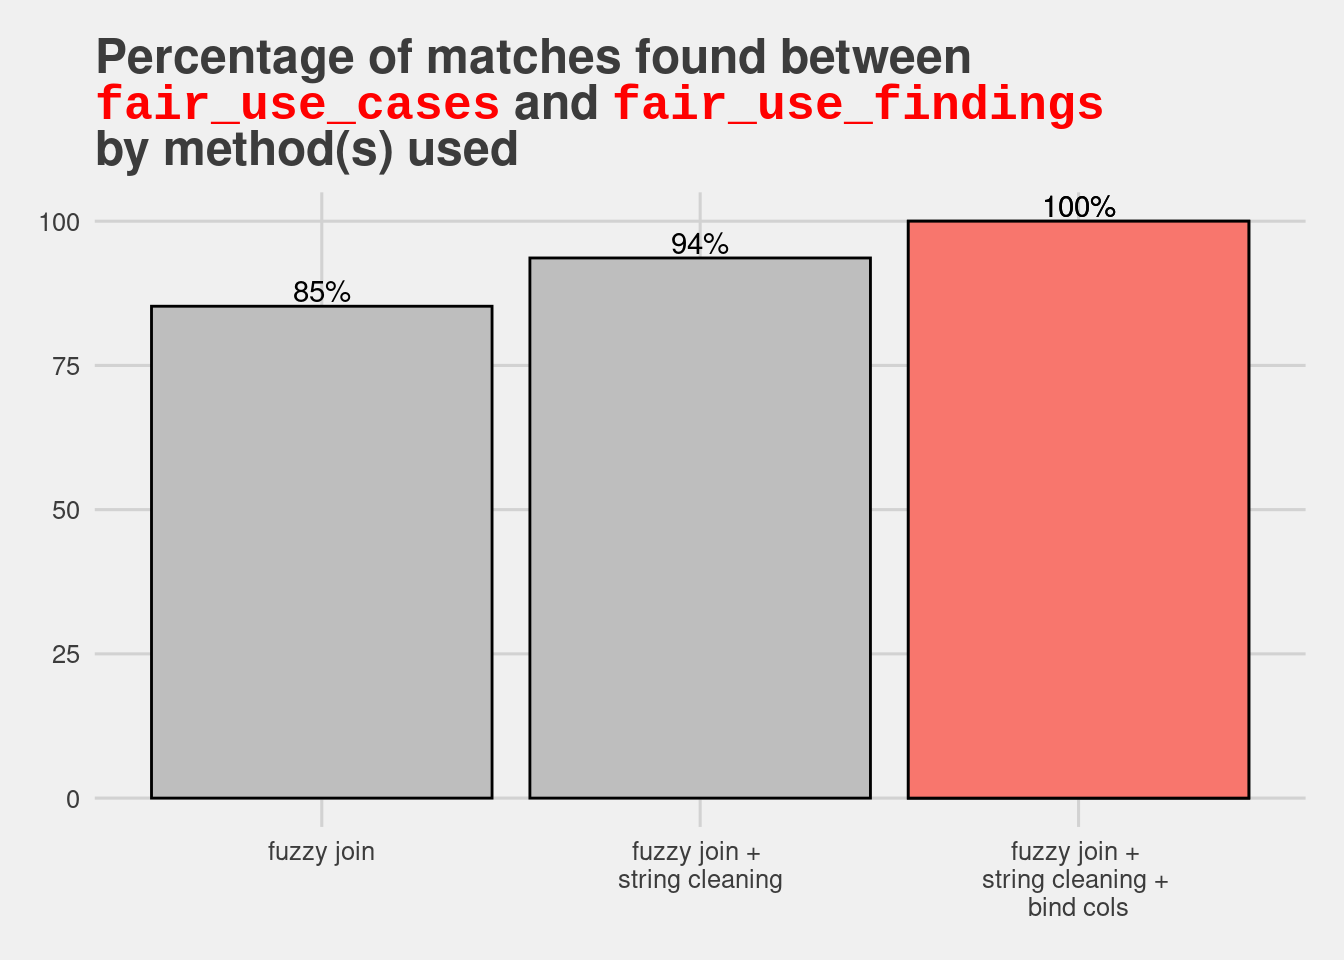 Percentage of matches found between
fair_use_cases and fair_use_findings
by method(s) used
100%
100
94%
85%
75
50
25
0
fuzzy join
fuzzy join +
string cleaning
fuzzy join +
string cleaning +
bind cols